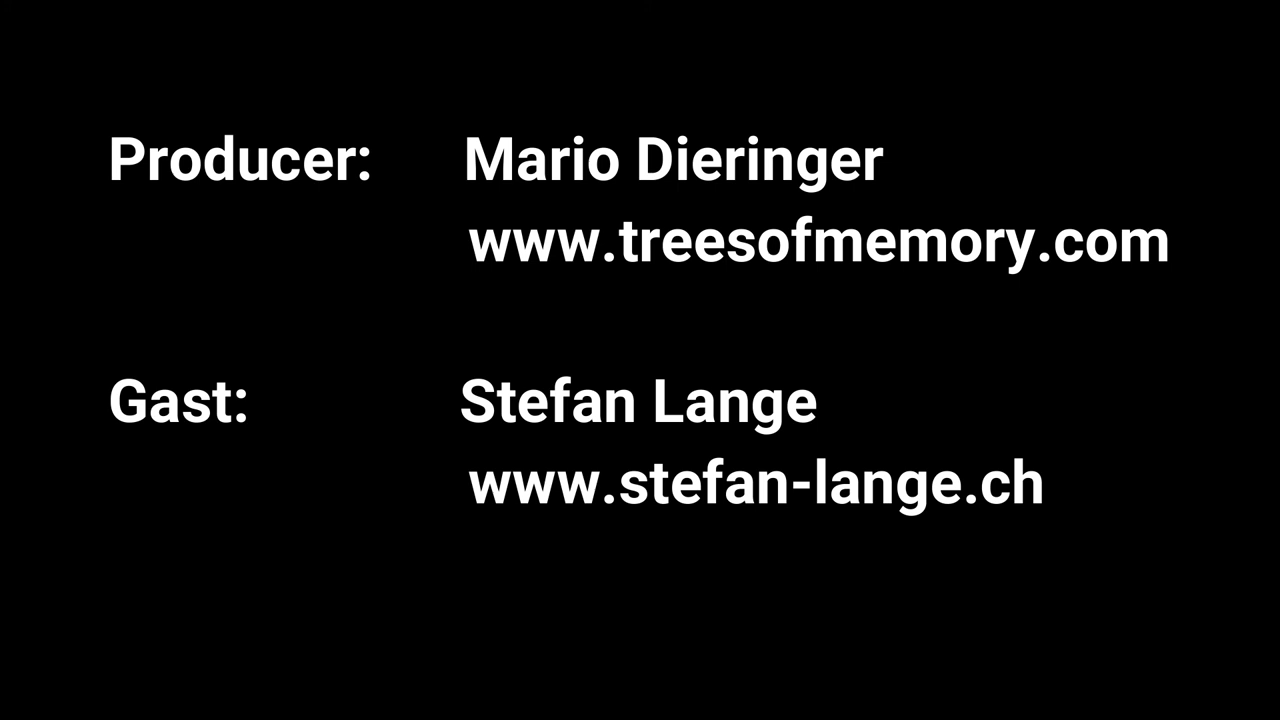 Producer: Mario Dieringer
www.treesofmemory.com
Gast: Stefan Lange
www.stefan-lange.ch